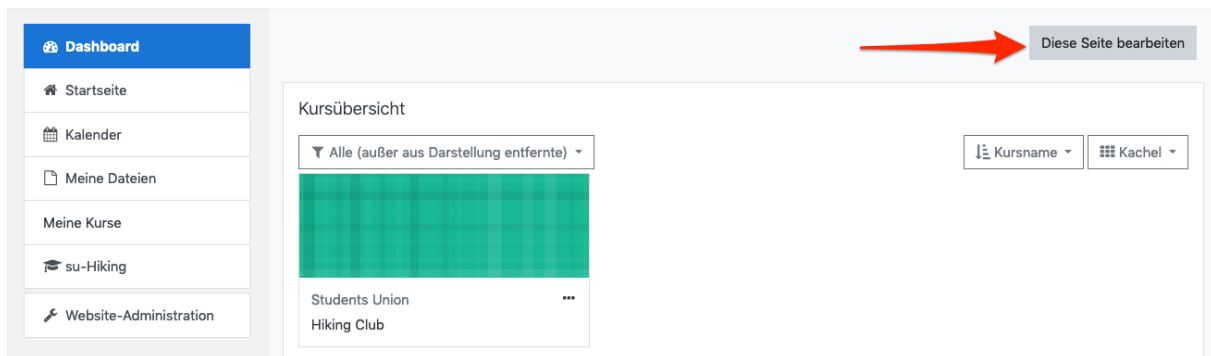 Dashboard
Startseite
Kalender
Meine Dateien
Meine Kurse
su-Hiking
Website-Administration
Diese Seite bearbeiten
Kursübersicht
Alle (außer aus Darstellung entfernte)
Kursname
Kachel
Students Union
Hiking Club